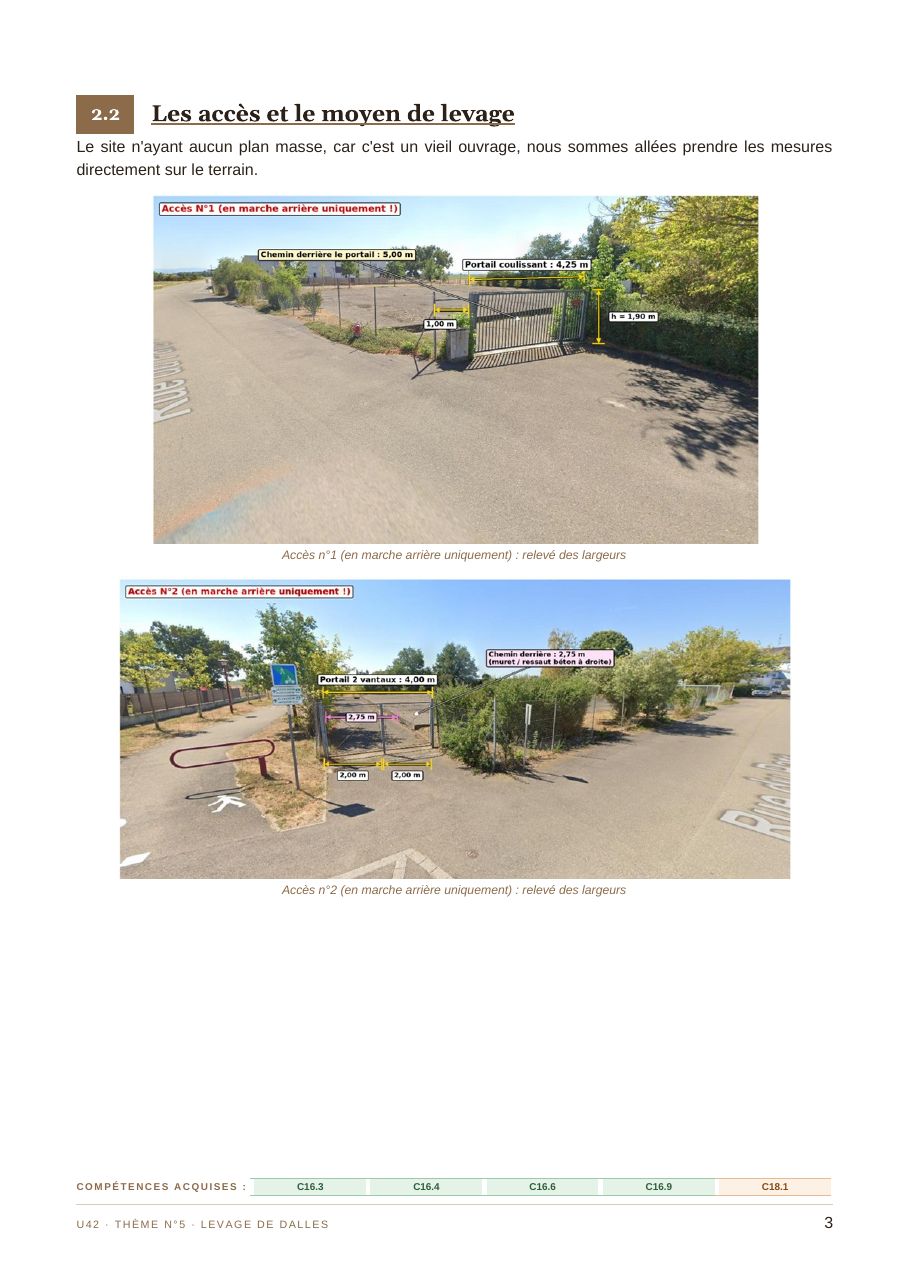 2.2 Les accès et le moyen de levage
Le site n'ayant aucun plan masse, car c'est un vieil ouvrage, nous sommes allées prendre les mesures
directement sur le terrain.
Accès N°1 (en marche arrière uniquement !)
Chemin derrière le portail : 5,00 m
Portail coulissant : 4,25 m
1,00 m
h = 1,90 m
Accès n°1 (en marche arrière uniquement) : relevé des largeurs
Accès N°2 (en marche arrière uniquement !)
Chemin derrière : 2,75 m
(muret / ressaut béton à droite)
Portail 2 vantaux : 4,00 m
2,75 m
2,00 m 2,00 m
Accès n°2 (en marche arrière uniquement) : relevé des largeurs
COMPÉTENCES ACQUISES : C16.3 C16.4 C16.6 C16.9 C18.1
U42 · THÈME N°5 · LEVAGE DE DALLES 3